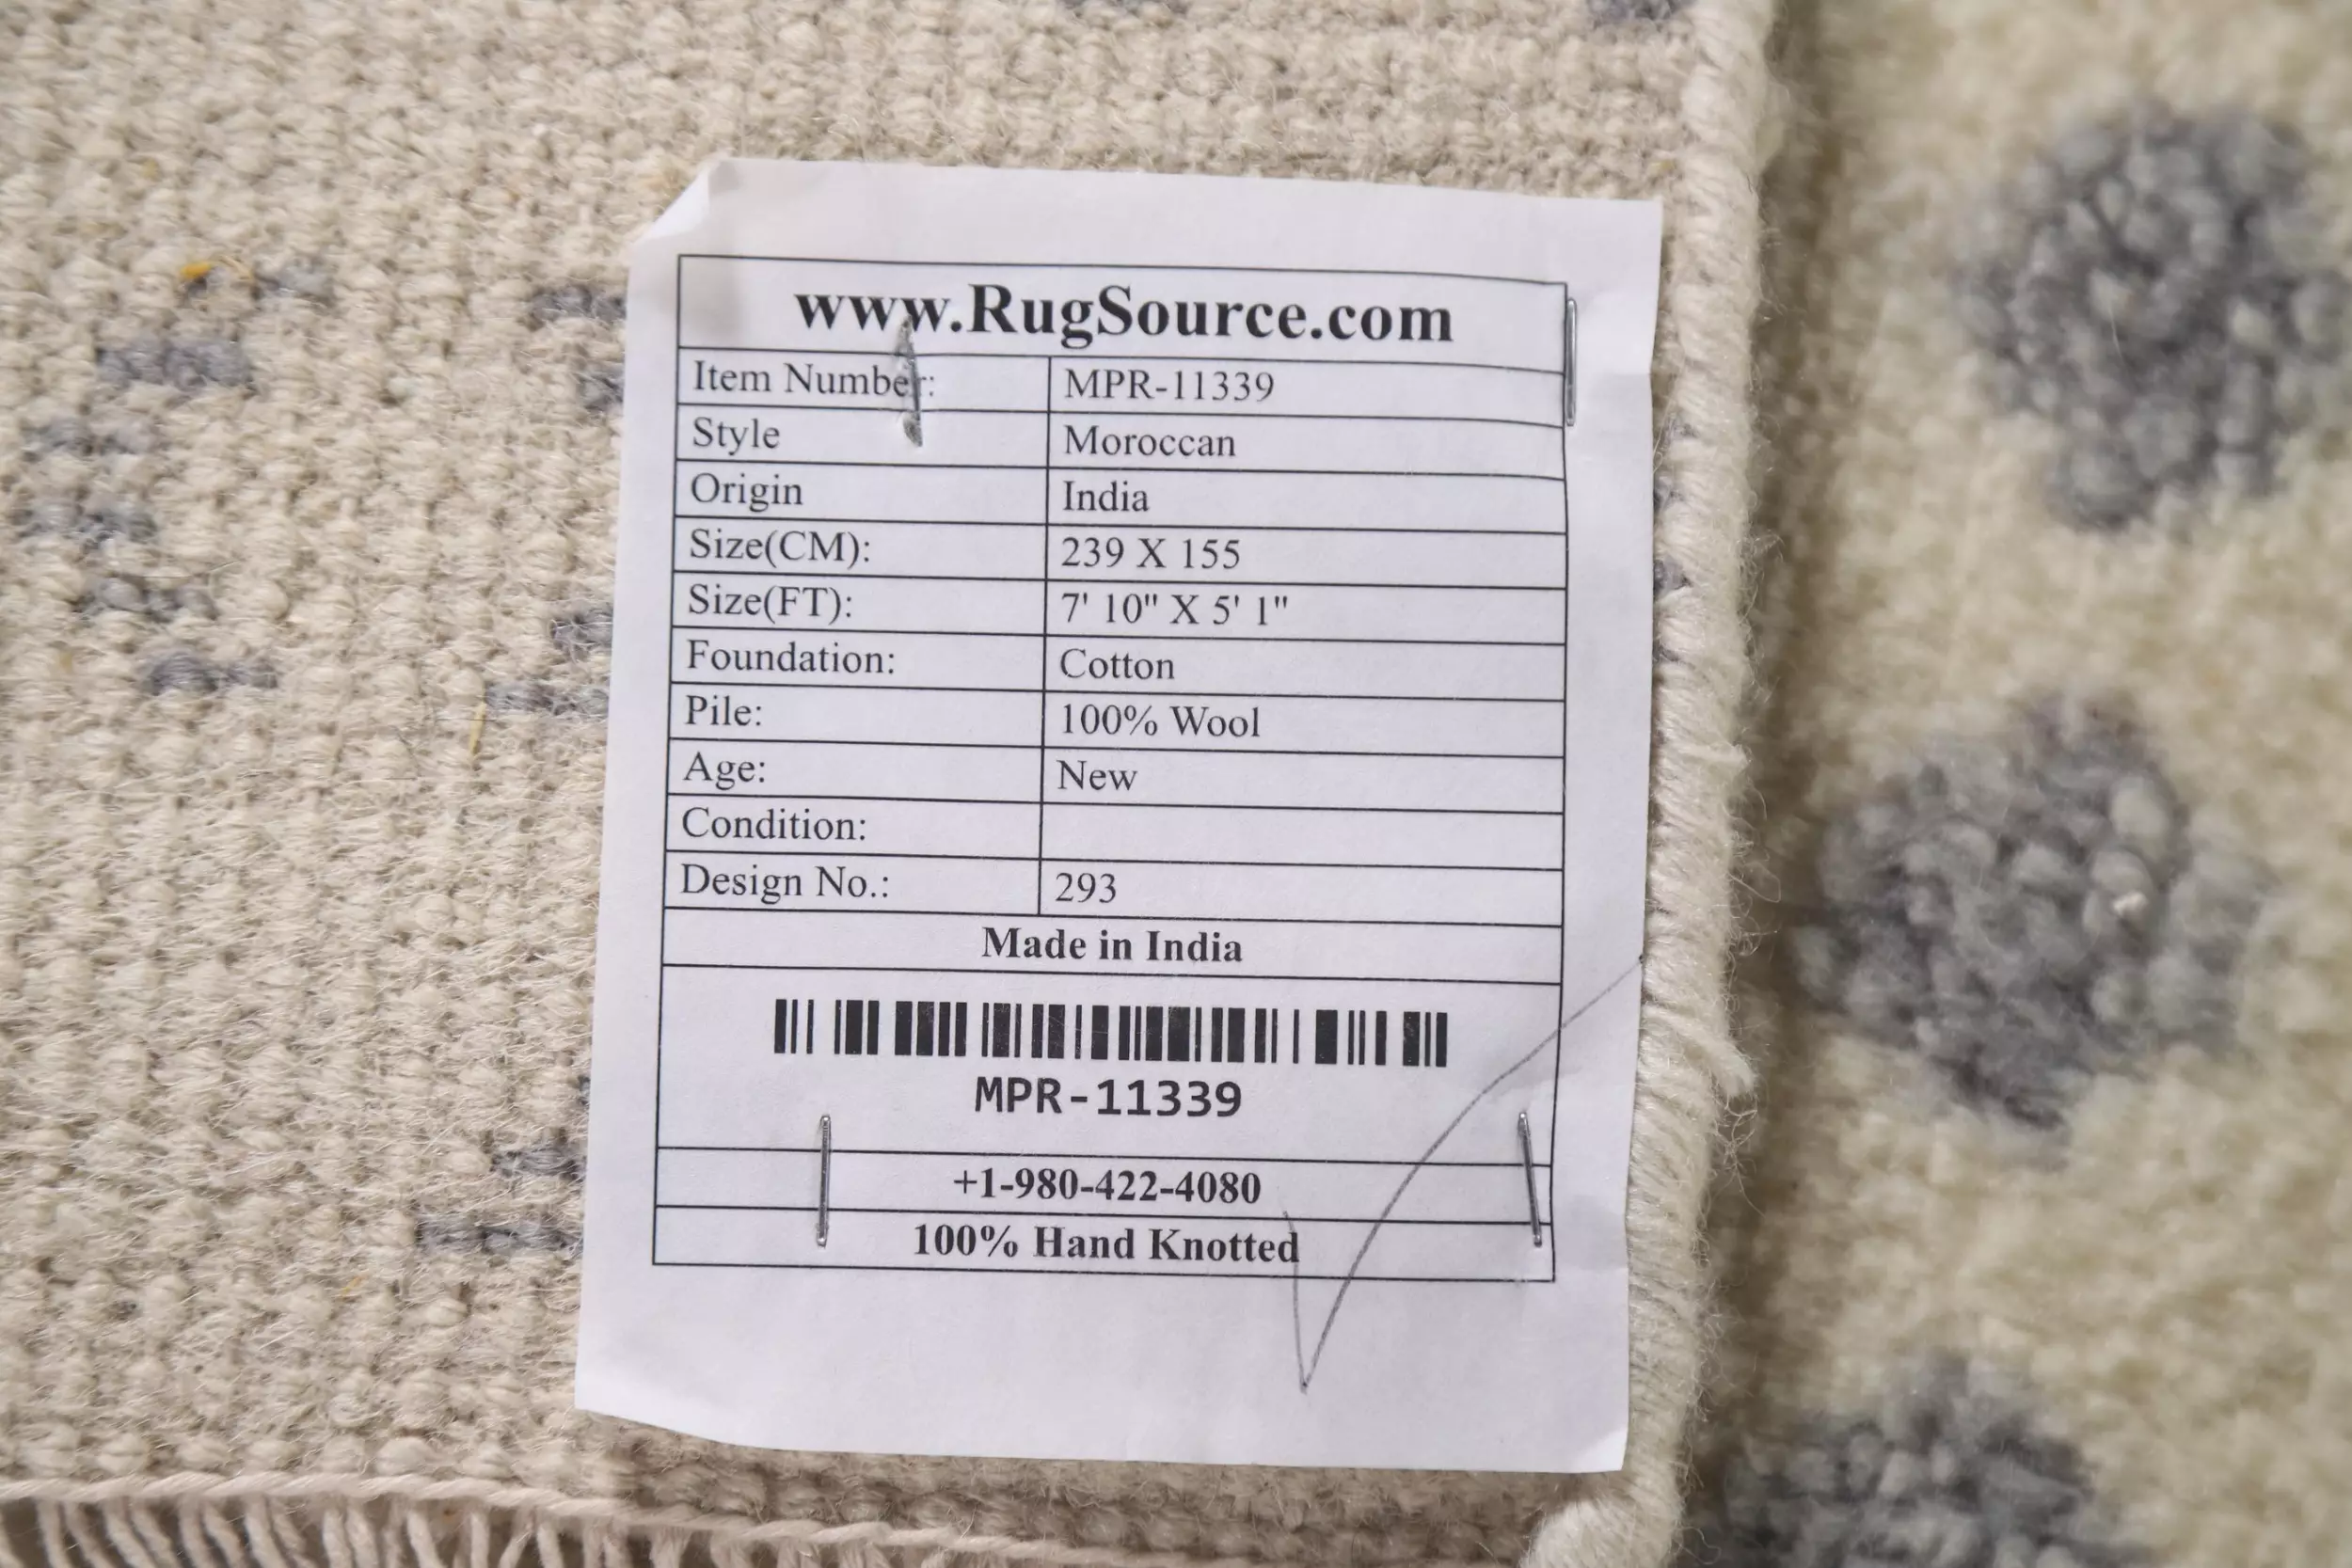 www.RugSource.com
Item Number: MPR-11339
Style Moroccan
Origin India
Size(CM): 239 X 155
Size(FT): 7' 10" X 5' 1"
Foundation: Cotton
Pile: 100% Wool
Age: New
Condition:
Design No.: 293
Made in India
MPR-11339
+1-980-422-4080
100% Hand Knotted